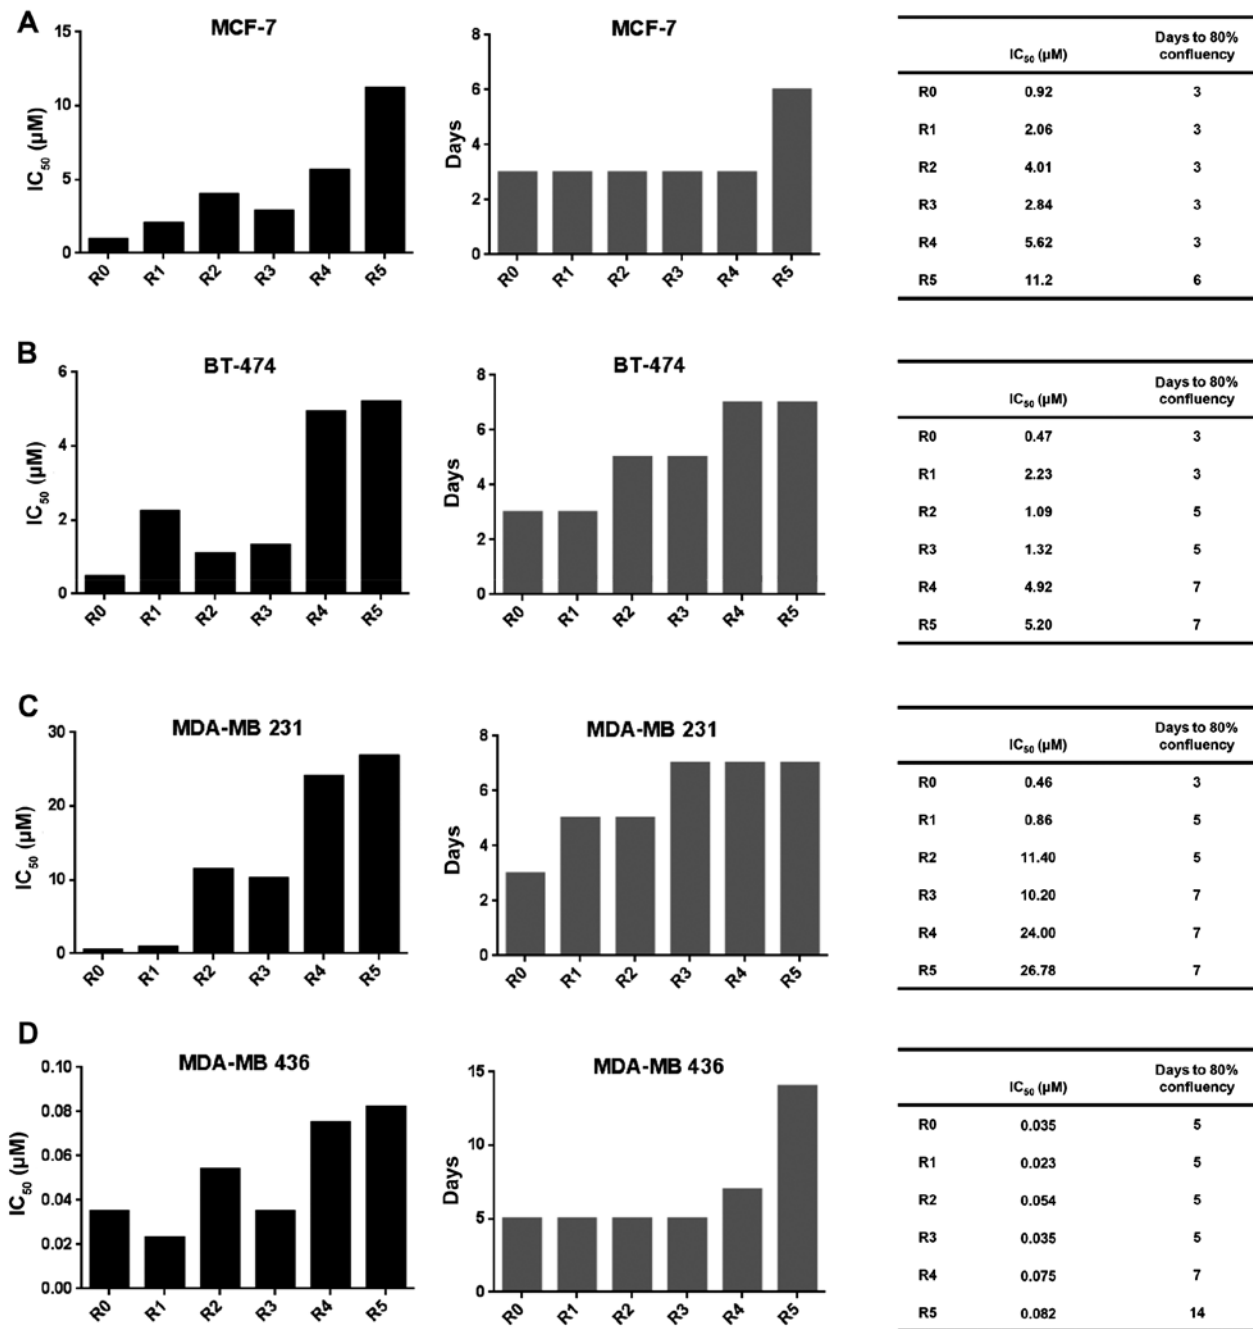 A
MCF-7
IC50 (µM)
15
10
5
0
R0 R1 R2 R3 R4 R5
MCF-7
Days
8
6
4
2
0
R0 R1 R2 R3 R4 R5
IC50 (µM) Days to 80% confluency
R0 0.92 3
R1 2.06 3
R2 4.01 3
R3 2.84 3
R4 5.62 3
R5 11.2 6
B
BT-474
IC50 (µM)
6
4
2
0
R0 R1 R2 R3 R4 R5
BT-474
Days
8
6
4
2
0
R0 R1 R2 R3 R4 R5
IC50 (µM) Days to 80% confluency
R0 0.47 3
R1 2.23 3
R2 1.09 5
R3 1.32 5
R4 4.92 7
R5 5.20 7
C
MDA-MB 231
IC50 (µM)
30
20
10
0
R0 R1 R2 R3 R4 R5
MDA-MB 231
Days
8
6
4
2
0
R0 R1 R2 R3 R4 R5
IC50 (µM) Days to 80% confluency
R0 0.46 3
R1 0.86 5
R2 11.40 5
R3 10.20 7
R4 24.00 7
R5 26.78 7
D
MDA-MB 436
IC50 (µM)
0.10
0.08
0.06
0.04
0.02
0.00
R0 R1 R2 R3 R4 R5
MDA-MB 436
Days
15
10
5
0
R0 R1 R2 R3 R4 R5
IC50 (µM) Days to 80% confluency
R0 0.035 5
R1 0.023 5
R2 0.054 5
R3 0.035 5
R4 0.075 7
R5 0.082 14